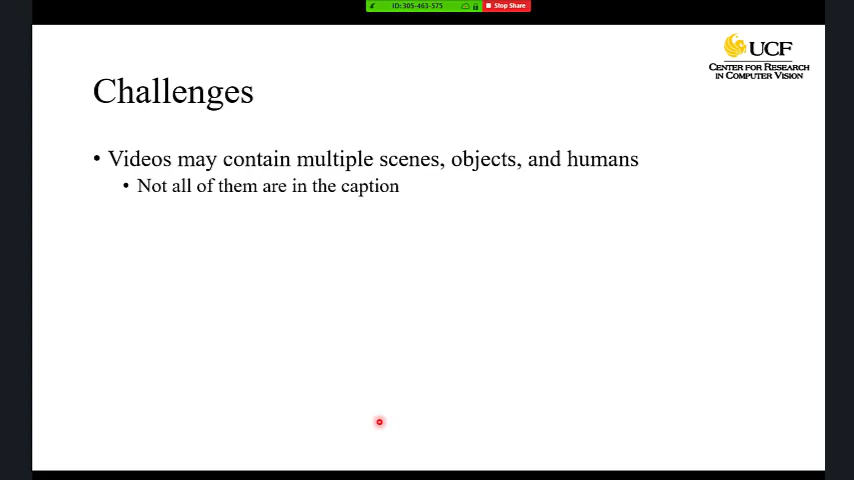 ID:305-463-575
Stop Share
UCF
CENTER FOR RESEARCH
IN COMPUTER VISION
Challenges
• Videos may contain multiple scenes, objects, and humans
• Not all of them are in the caption